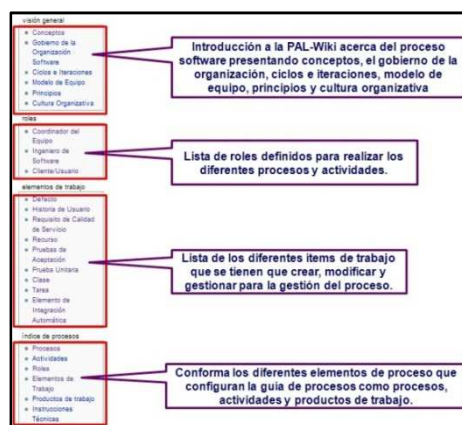 visión general
Conceptos
Gobierno de la
Organización
Software
Ciclos e Iteraciones
Modelo de Equipo
Principios
Cultura Organizativa
Introducción a la PAL-Wiki acerca del proceso
software presentando conceptos, el gobierno de la
organización, ciclos e iteraciones, modelo de
equipo, principios y cultura organizativa
roles
Coordinador del
Equipo
Ingeniero de
Software
Cliente/Usuario
Lista de roles definidos para realizar los
diferentes procesos y actividades.
elementos de trabajo
Defecto
Historia de Usuario
Requisito de Calidad
de Servicio
Recurso
Pruebas de
Aceptación
Prueba Unitaria
Clase
Tarea
Elemento de
Integración
Automática
Lista de los diferentes items de trabajo
que se tienen que crear, modificar y
gestionar para la gestión del proceso.
índice de procesos
Procesos
Actividades
Roles
Elementos de
Trabajo
Productos de trabajo
Instrucciones
Técnicas
Conforma los diferentes elementos de proceso que
configuran la guia de procesos como procesos,
actividades y productos de trabajo.